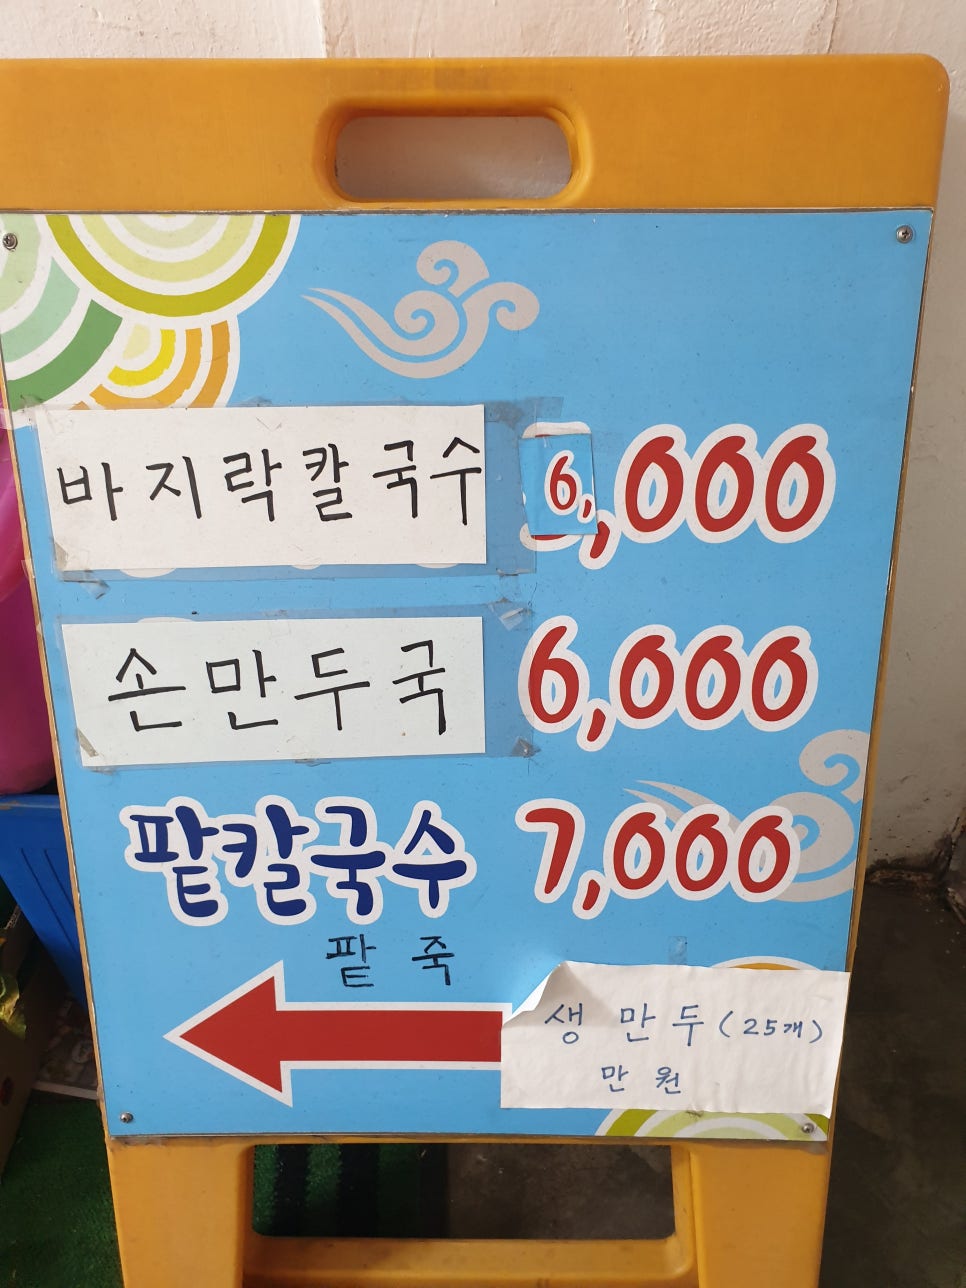 바지락칼국수 6,000
손만두국 6,000
팥칼국수 7,000
팥죽
생만두(25개)
만원